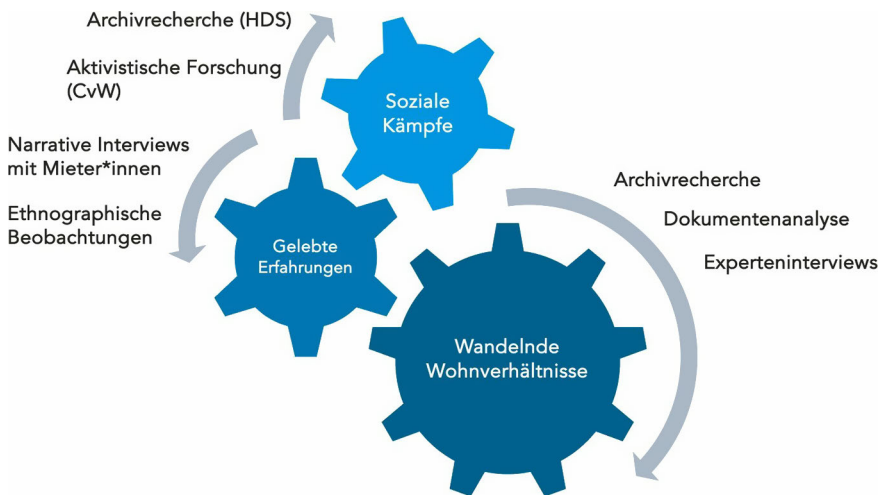 Archivrecherche (HDS)
Aktivistische Forschung
(CvW)
Soziale
Kämpfe
Narrative Interviews
mit Mieter*innen
Ethnographische
Beobachtungen
Gelebte
Erfahrungen
Archivrecherche
Dokumentenanalyse
Experteninterviews
Wandelnde
Wohnverhältnisse